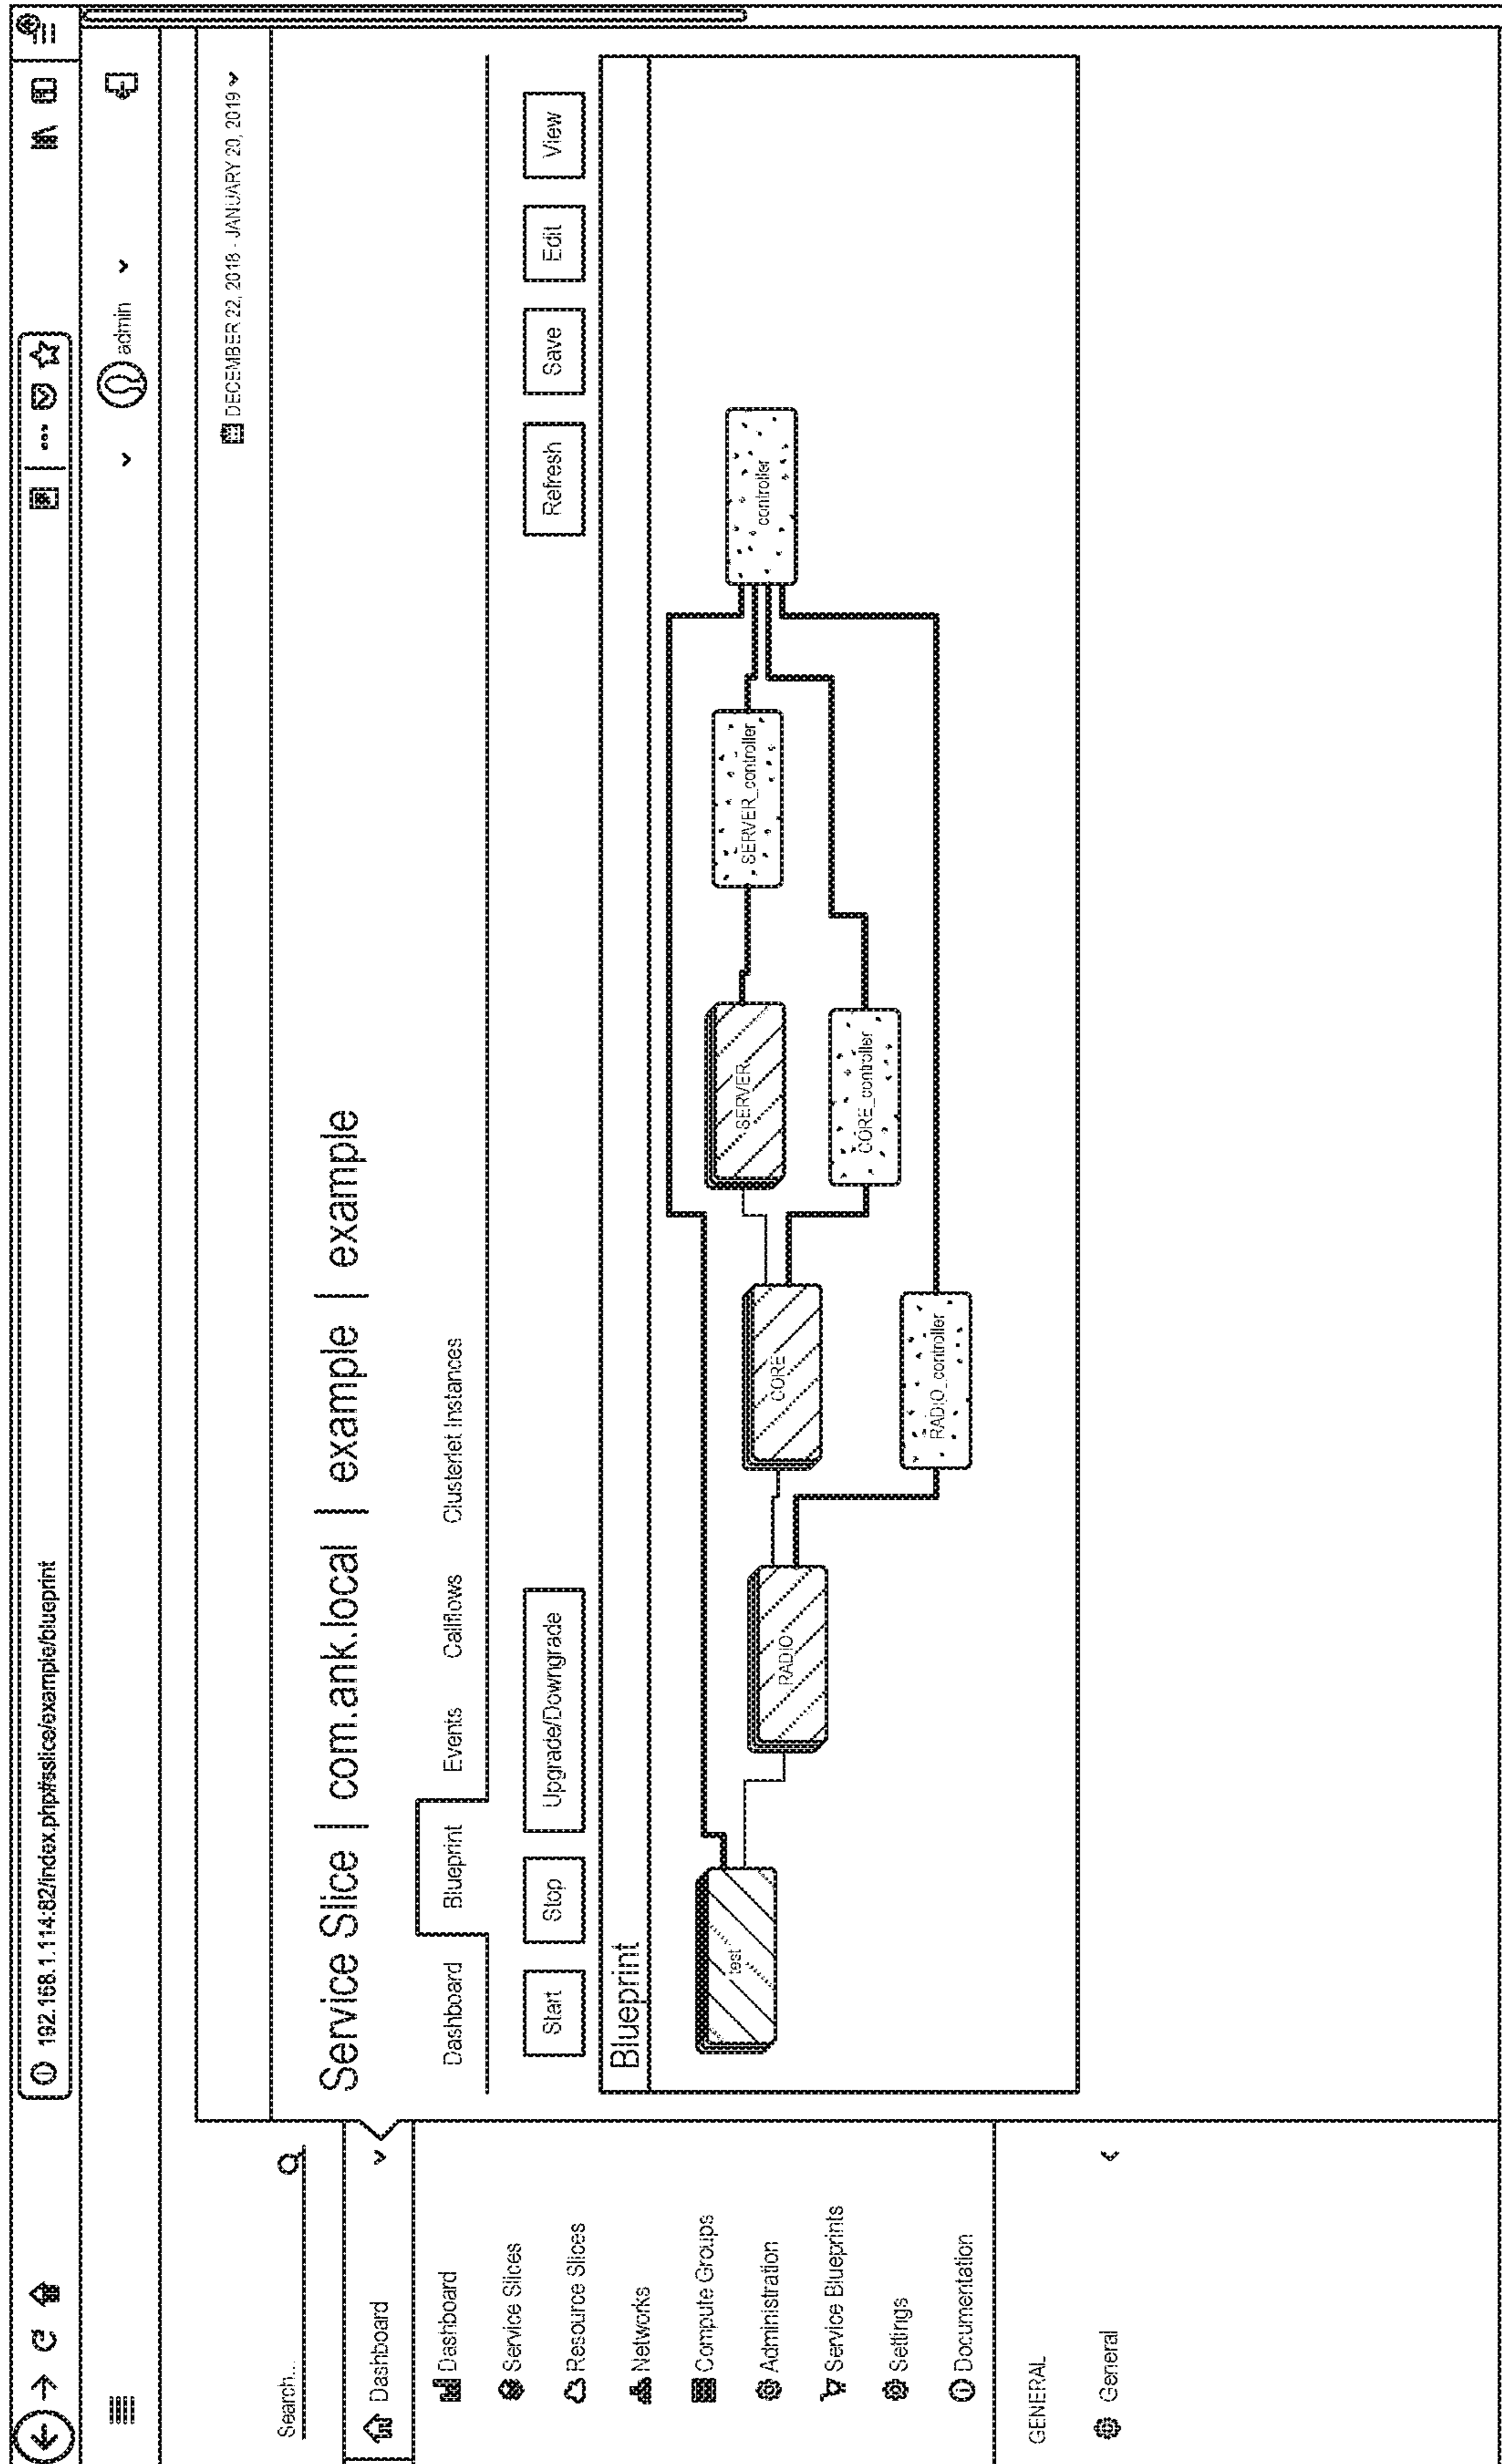 192.168.1.114:82/index.php#sslice/example/blueprint
admin
Search...
DECEMBER 22, 2018 - JANUARY 20, 2019
Dashboard
Service Slice | com.ank.local | example | example
Dashboard
Service Slices
Resource Slices
Networks
Compute Groups
Administration
Service Blueprints
Settings
Documentation
GENERAL
General
Dashboard Blueprint Events Callflows Clusterlet Instances
Start Stop Upgrade/Downgrade Refresh Save Edit View
Blueprint
test
RADIO
CORE
SERVER
SERVER_controller
controller
CORE_controller
RADIO_controller